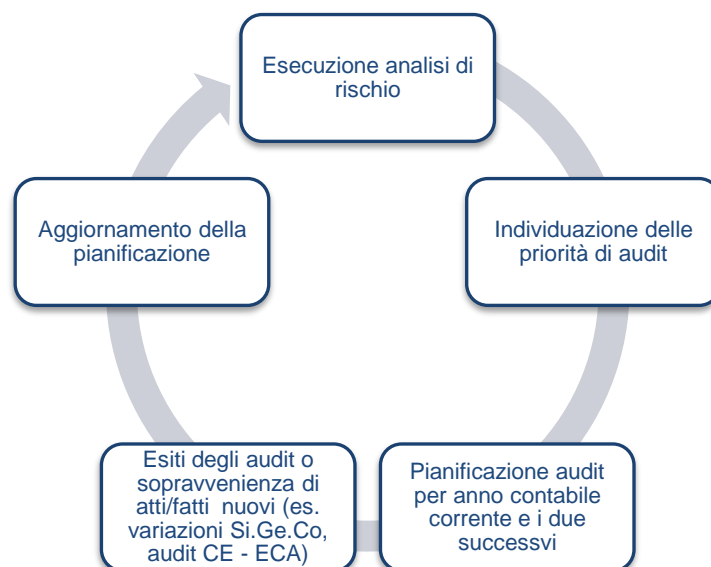 Esecuzione analisi di
rischio
Individuazione delle
priorità di audit
Pianificazione audit
per anno contabile
corrente e i due
successvi
Esiti degli audit o
sopravvenienza di
atti/fatti nuovi (es.
variazioni Si.Ge.Co,
audit CE - ECA)
Aggiornamento della
pianificazione